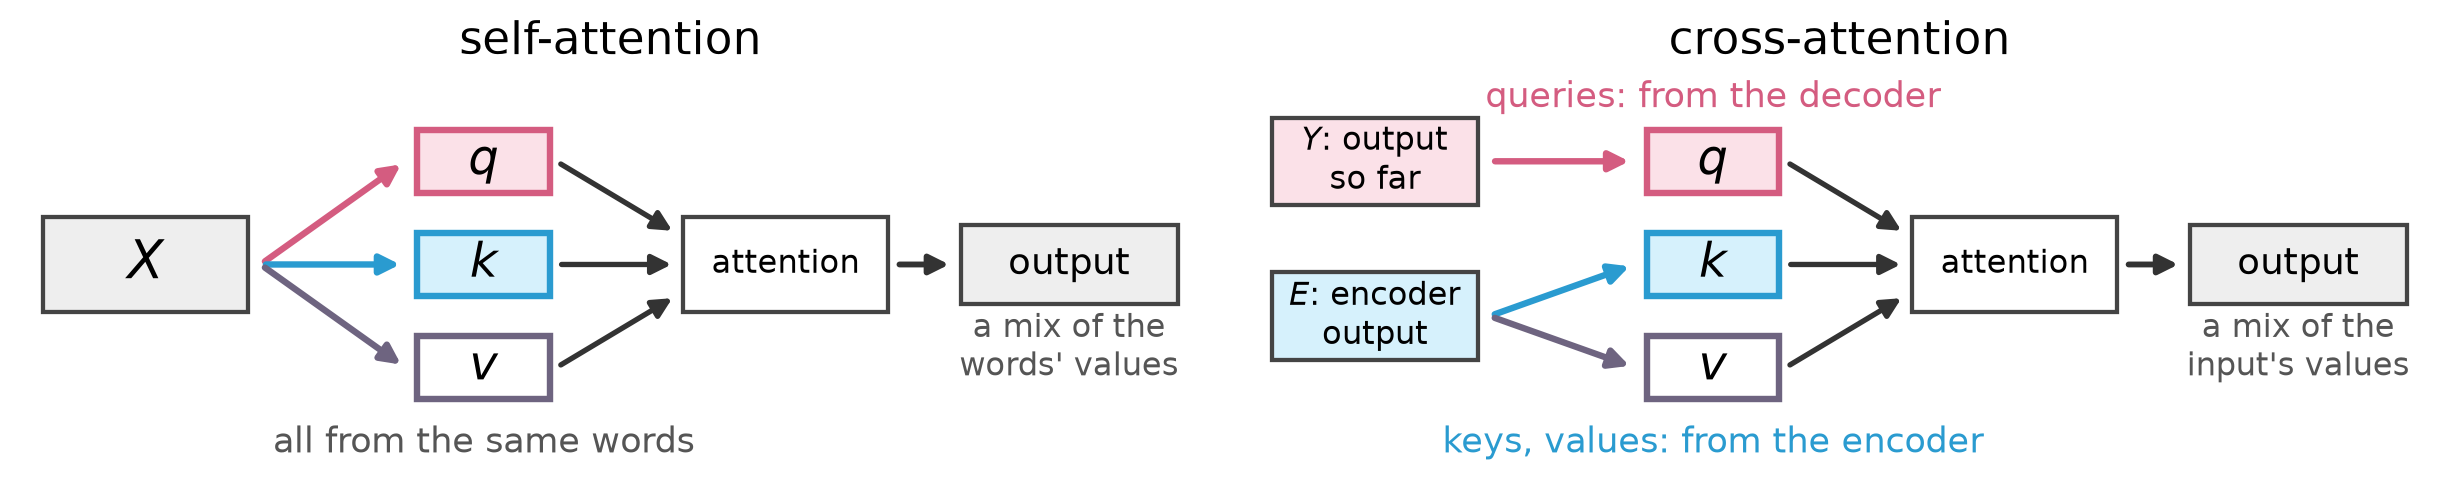 self-attention
X
q
k
v
attention
output
a mix of the
words' values
all from the same words
cross-attention
queries: from the decoder
Y: output
so far
E: encoder
output
q
k
v
attention
output
a mix of the
input's values
keys, values: from the encoder